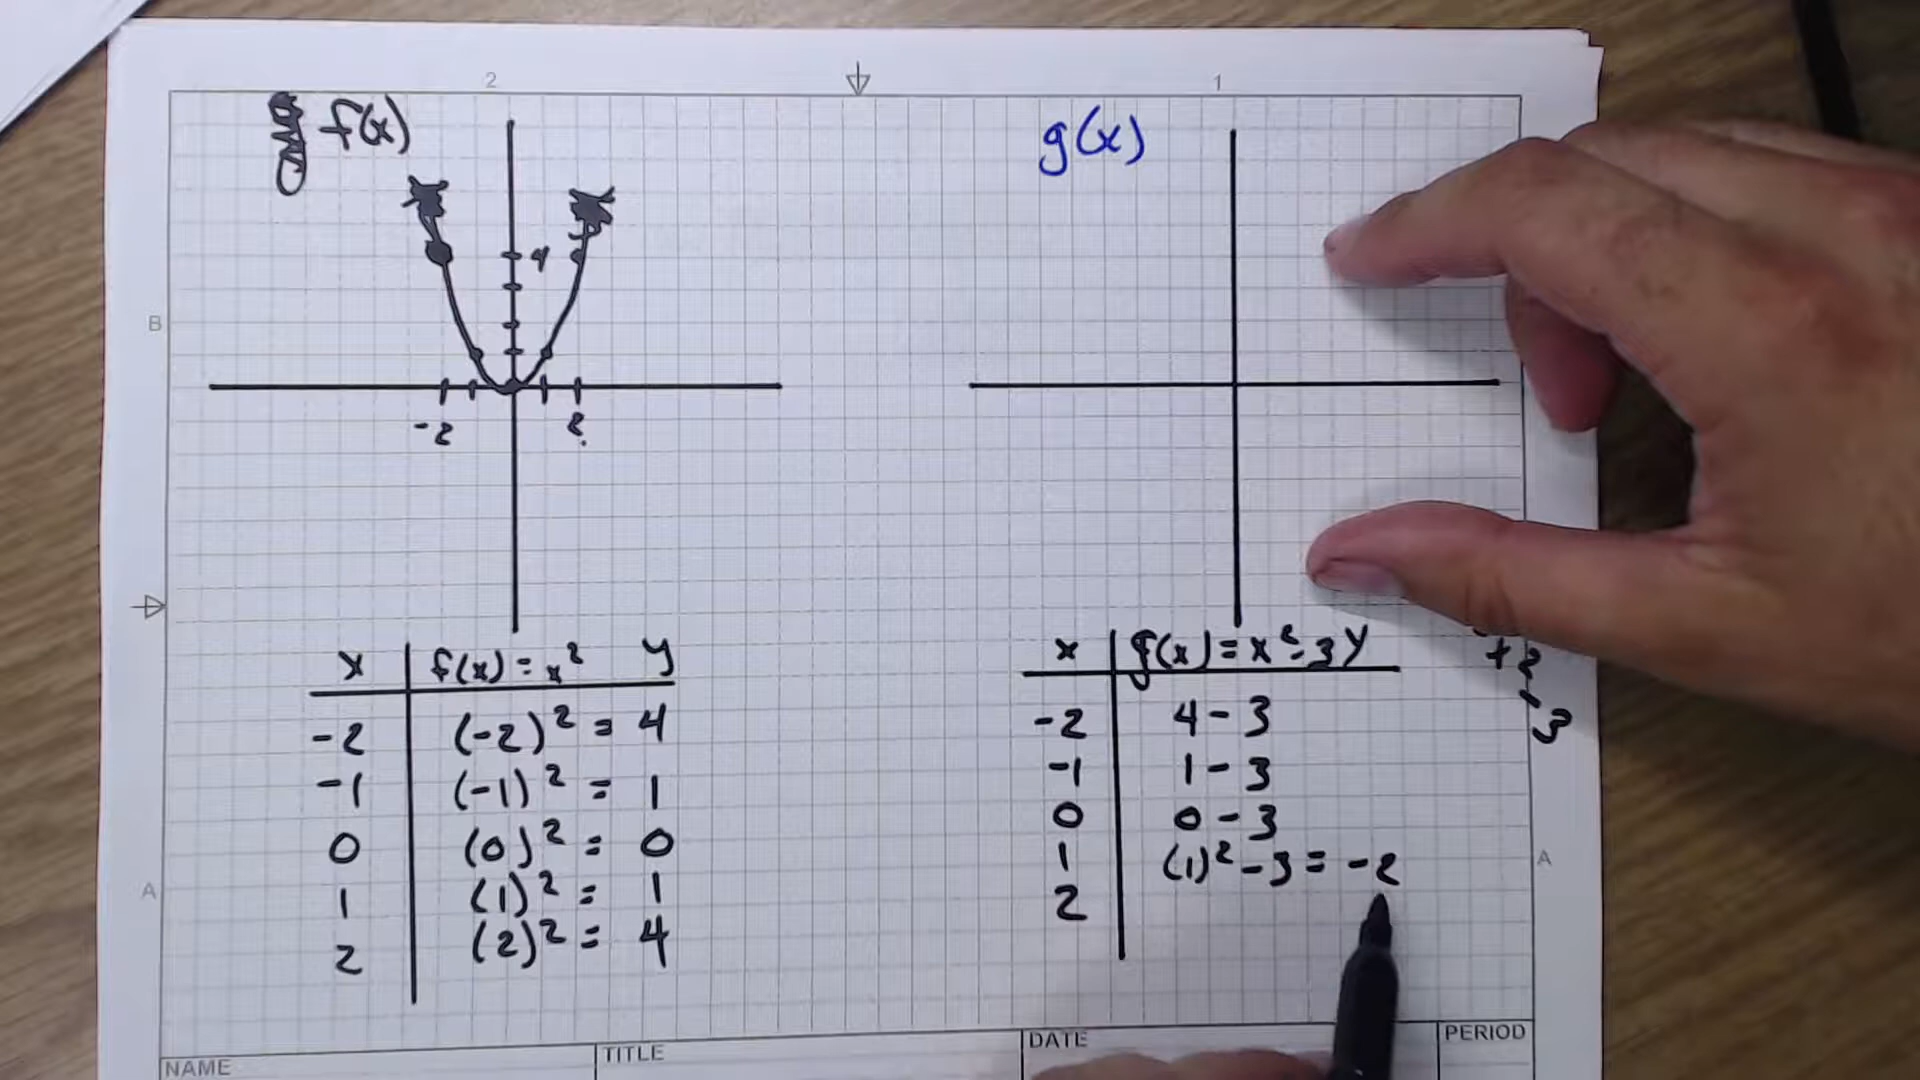 2
1
f(x)
g(x)
4
B
-2
2
x f(x) = x² y
-2 (-2)² = 4
-1 (-1)² = 1
0 (0)² = 0
1 (1)² = 1
2 (2)² = 4
x g(x) = x² - 3 y
-2 4 - 3
-1 1 - 3
0 0 - 3
1 (1)² - 3 = -2
2
+2
3
A
A
NAME
TITLE
DATE
PERIOD